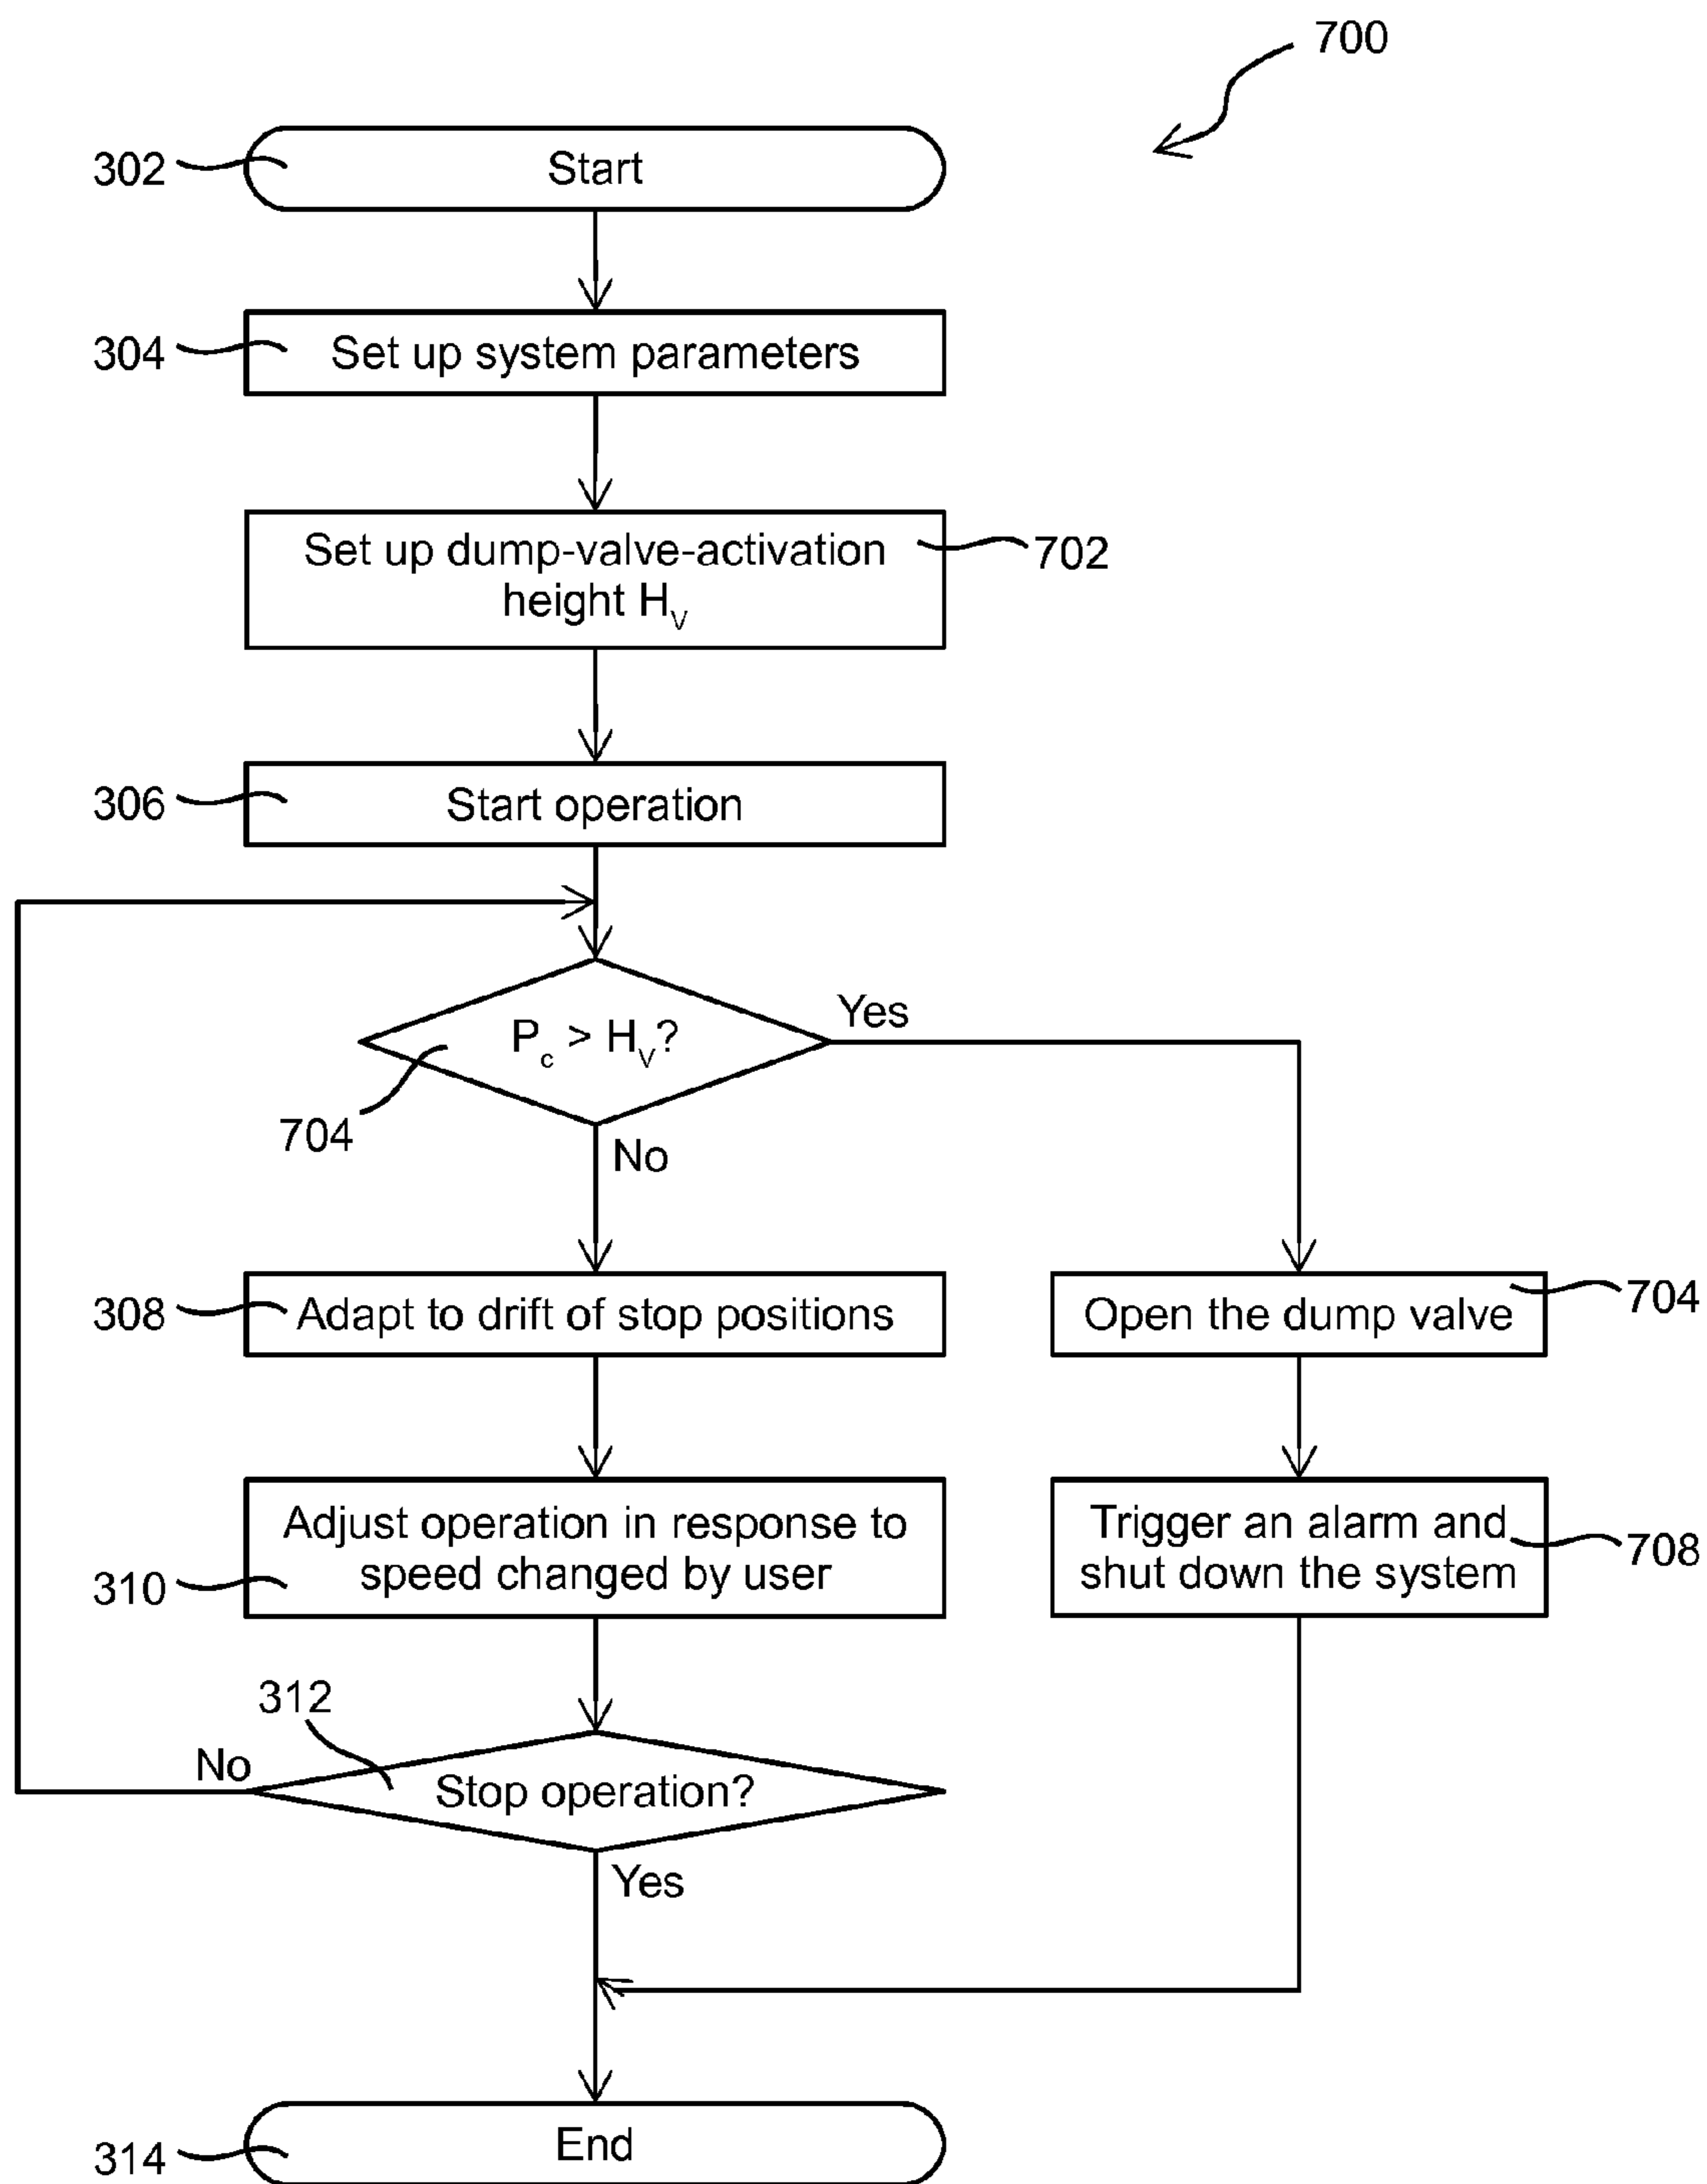 700
302
Start
304
Set up system parameters
Set up dump-valve-activation
height H_V
702
306
Start operation
P_c > H_V?
Yes
704
No
308
Adapt to drift of stop positions
Open the dump valve
704
Adjust operation in response to
speed changed by user
310
Trigger an alarm and
shut down the system
708
312
No
Stop operation?
Yes
314
End